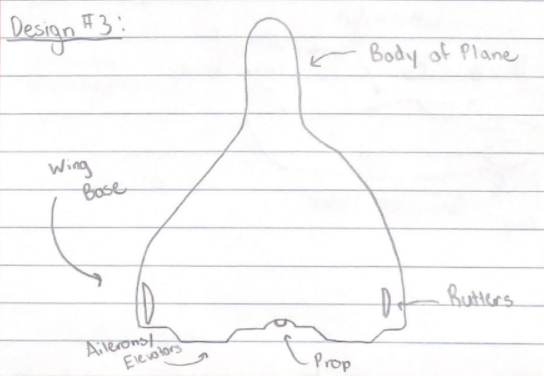 Design #3:
Body of Plane
Wing
Base
Rutters
Ailerons/
Elevators
Prop